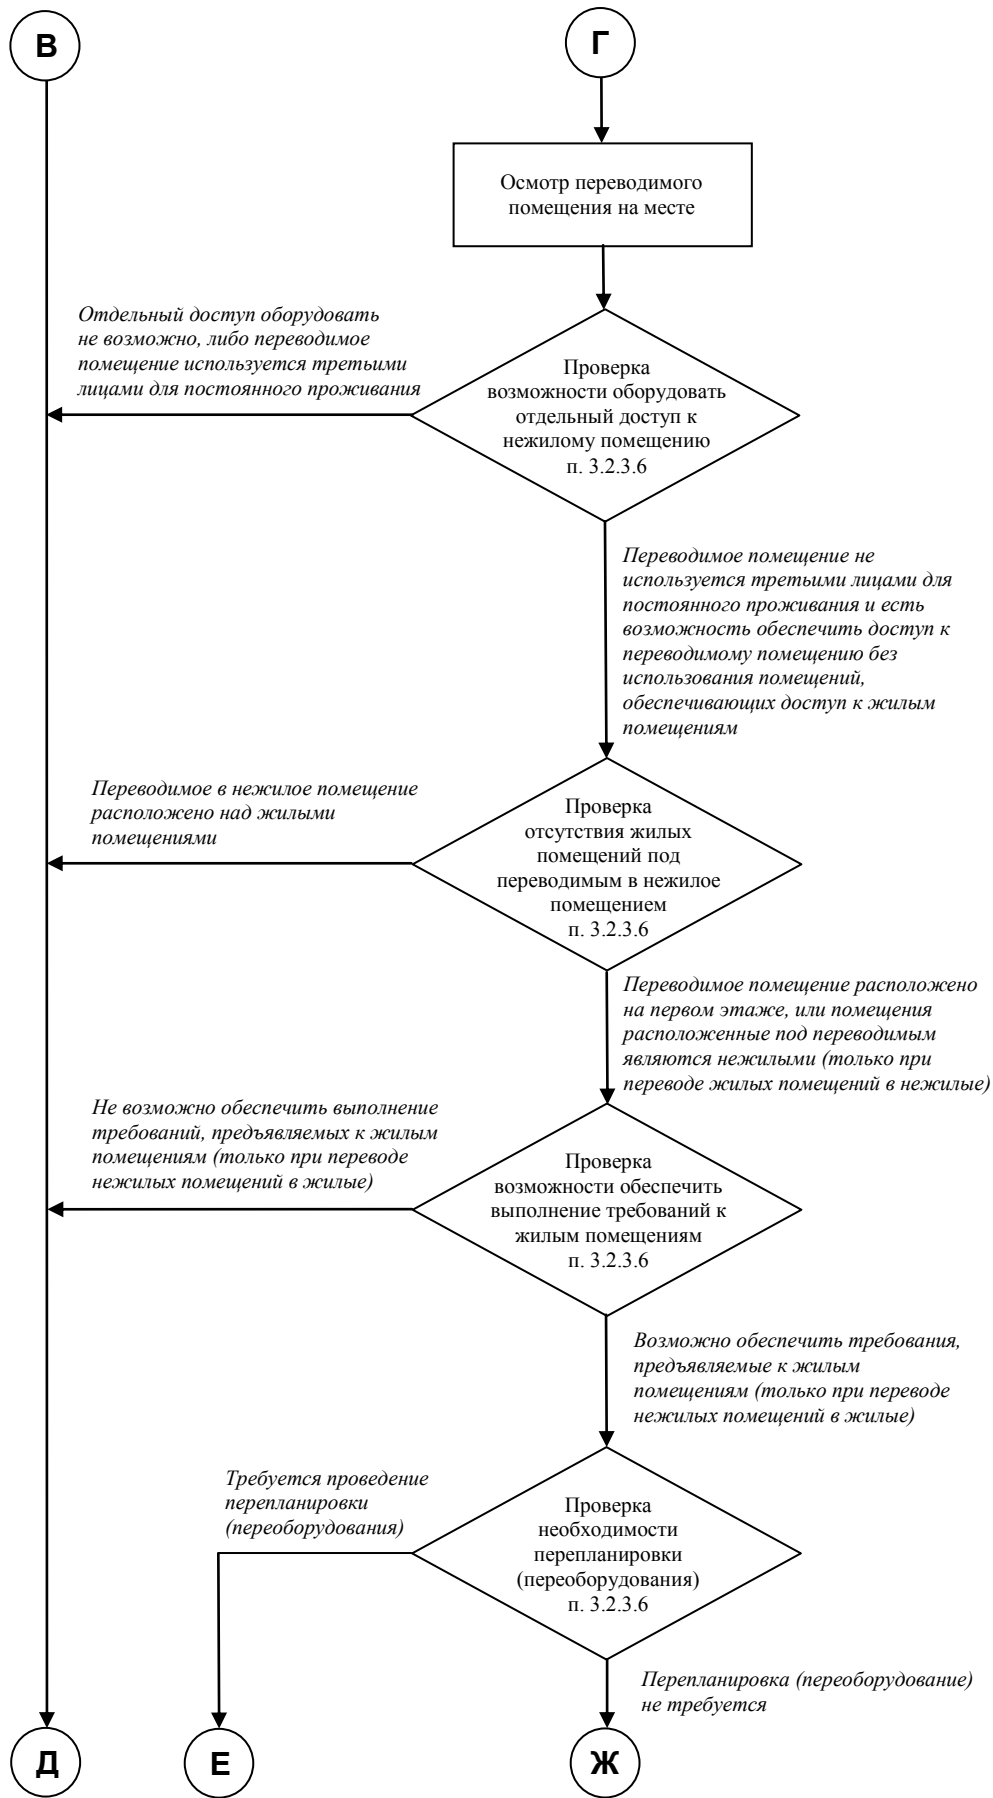 В
Г
Осмотр переводимого
помещения на месте
Отдельный доступ оборудовать
не возможно, либо переводимое
помещение используется третьими
лицами для постоянного проживания
Проверка
возможности оборудовать
отдельный доступ к
нежилому помещению
п. 3.2.3.6
Переводимое помещение не
используется третьими лицами для
постоянного проживания и есть
возможность обеспечить доступ к
переводимому помещению без
использования помещений,
обеспечивающих доступ к жилым
помещениям
Переводимое в нежилое помещение
расположено над жилыми
помещениями
Проверка
отсутствия жилых
помещений под
переводимым в нежилое
помещением
п. 3.2.3.6
Переводимое помещение расположено
на первом этаже, или помещения
расположенные под переводимым
являются нежилыми (только при
переводе жилых помещений в нежилые)
Не возможно обеспечить выполнение
требований, предъявляемых к жилым
помещениям (только при переводе
нежилых помещений в жилые)
Проверка
возможности обеспечить
выполнение требований к
жилым помещениям
п. 3.2.3.6
Возможно обеспечить требования,
предъявляемые к жилым
помещениям (только при переводе
нежилых помещений в жилые)
Требуется проведение
перепланировки
(переоборудования)
Проверка
необходимости
перепланировки
(переоборудования)
п. 3.2.3.6
Перепланировка (переоборудование)
не требуется
Д
Е
Ж